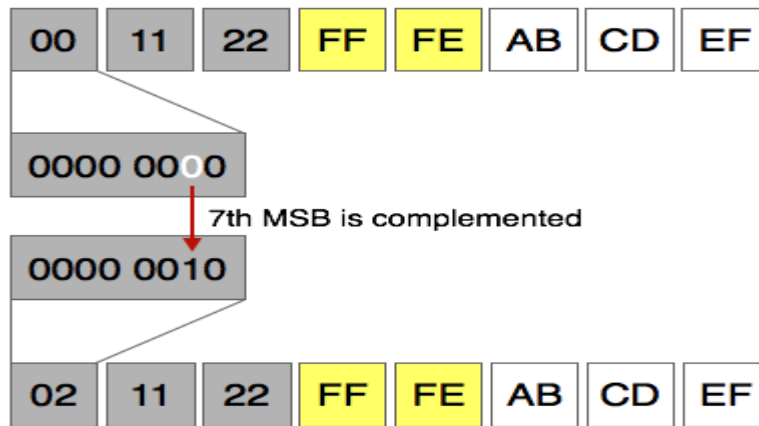 00 11 22 FF FE AB CD EF
0000 0000
7th MSB is complemented
0000 0010
02 11 22 FF FE AB CD EF